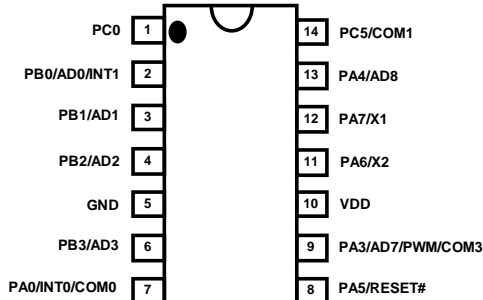 PC0 1 14 PC5/COM1
PB0/AD0/INT1 2 13 PA4/AD8
PB1/AD1 3 12 PA7/X1
PB2/AD2 4 11 PA6/X2
GND 5 10 VDD
PB3/AD3 6 9 PA3/AD7/PWM/COM3
PA0/INT0/COM0 7 8 PA5/RESET#